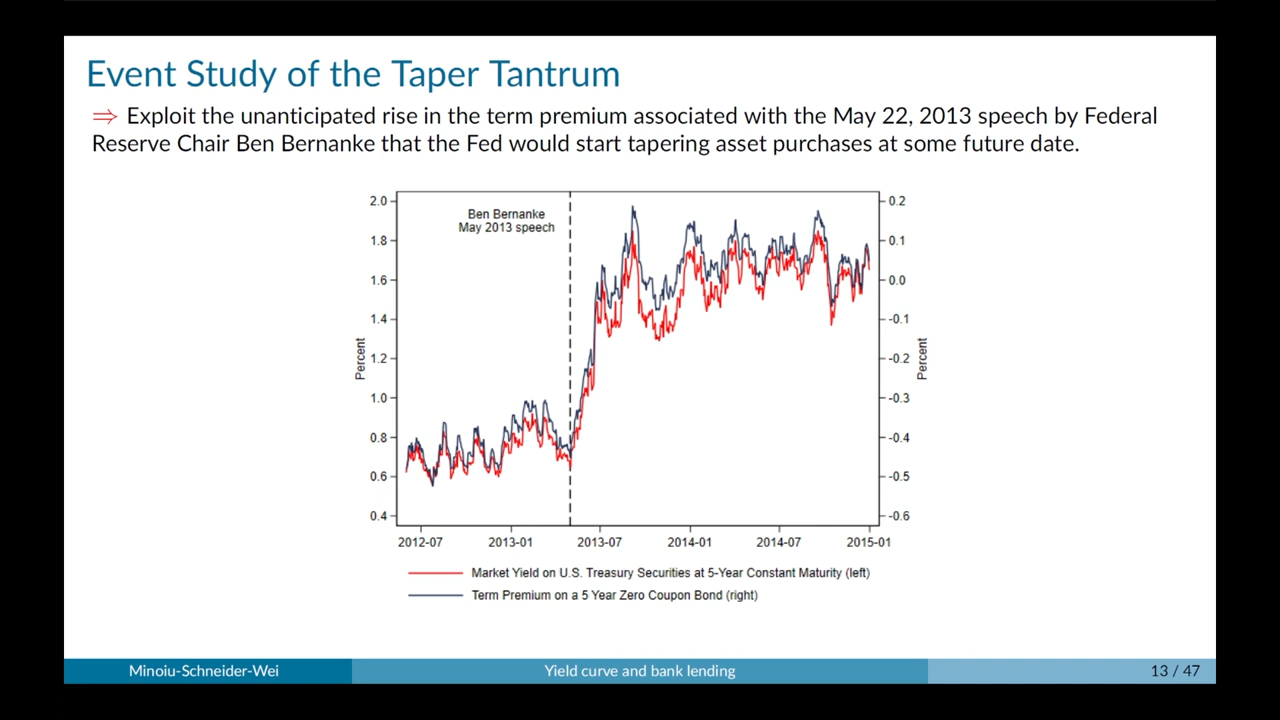 Event Study of the Taper Tantrum
⇒ Exploit the unanticipated rise in the term premium associated with the May 22, 2013 speech by Federal
Reserve Chair Ben Bernanke that the Fed would start tapering asset purchases at some future date.
Ben Bernanke
May 2013 speech
Percent
2.0
1.8
1.6
1.4
1.2
1.0
0.8
0.6
0.4
0.2
0.1
0.0
-0.1
-0.2
-0.3
-0.4
-0.5
-0.6
Percent
2012-07 2013-01 2013-07 2014-01 2014-07 2015-01
Market Yield on U.S. Treasury Securities at 5-Year Constant Maturity (left)
Term Premium on a 5 Year Zero Coupon Bond (right)
Minoiu-Schneider-Wei Yield curve and bank lending 13 / 47